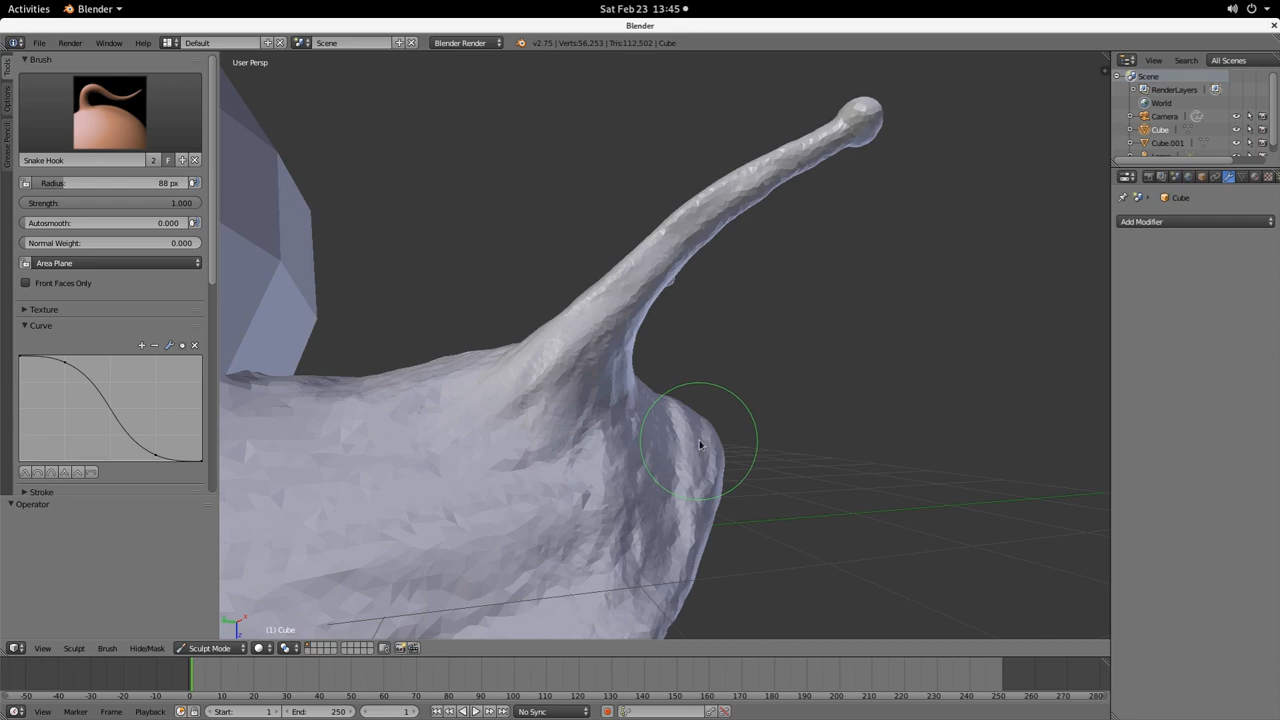 Activities Blender Sat Feb 23 13:45
Blender
File Render Window Help Default Scene Blender Render v2.75 | Verts:56,253 | Tris:112,502 | Cube
Brush
User Persp
View Search All Scenes
Scene
RenderLayers
World
Camera
Cube
Cube.001
Tools
Options
Grease Pencil
Snake Hook 2 F
Radius: 88 px
Strength: 1.000
Autosmooth: 0.000
Normal Weight: 0.000
Area Plane
Front Faces Only
Texture
Curve
Stroke
Operator
Cube
Add Modifier
x
z
(1) Cube
View Sculpt Brush Hide/Mask Sculpt Mode
-50 -40 -30 -20 -10 0 10 20 30 40 50 60 70 80 90 100 110 120 130 140 150 160 170 180 190 200 210 220 230 240 250 260 270 280
View Marker Frame Playback Start: 1 End: 250 1 No Sync